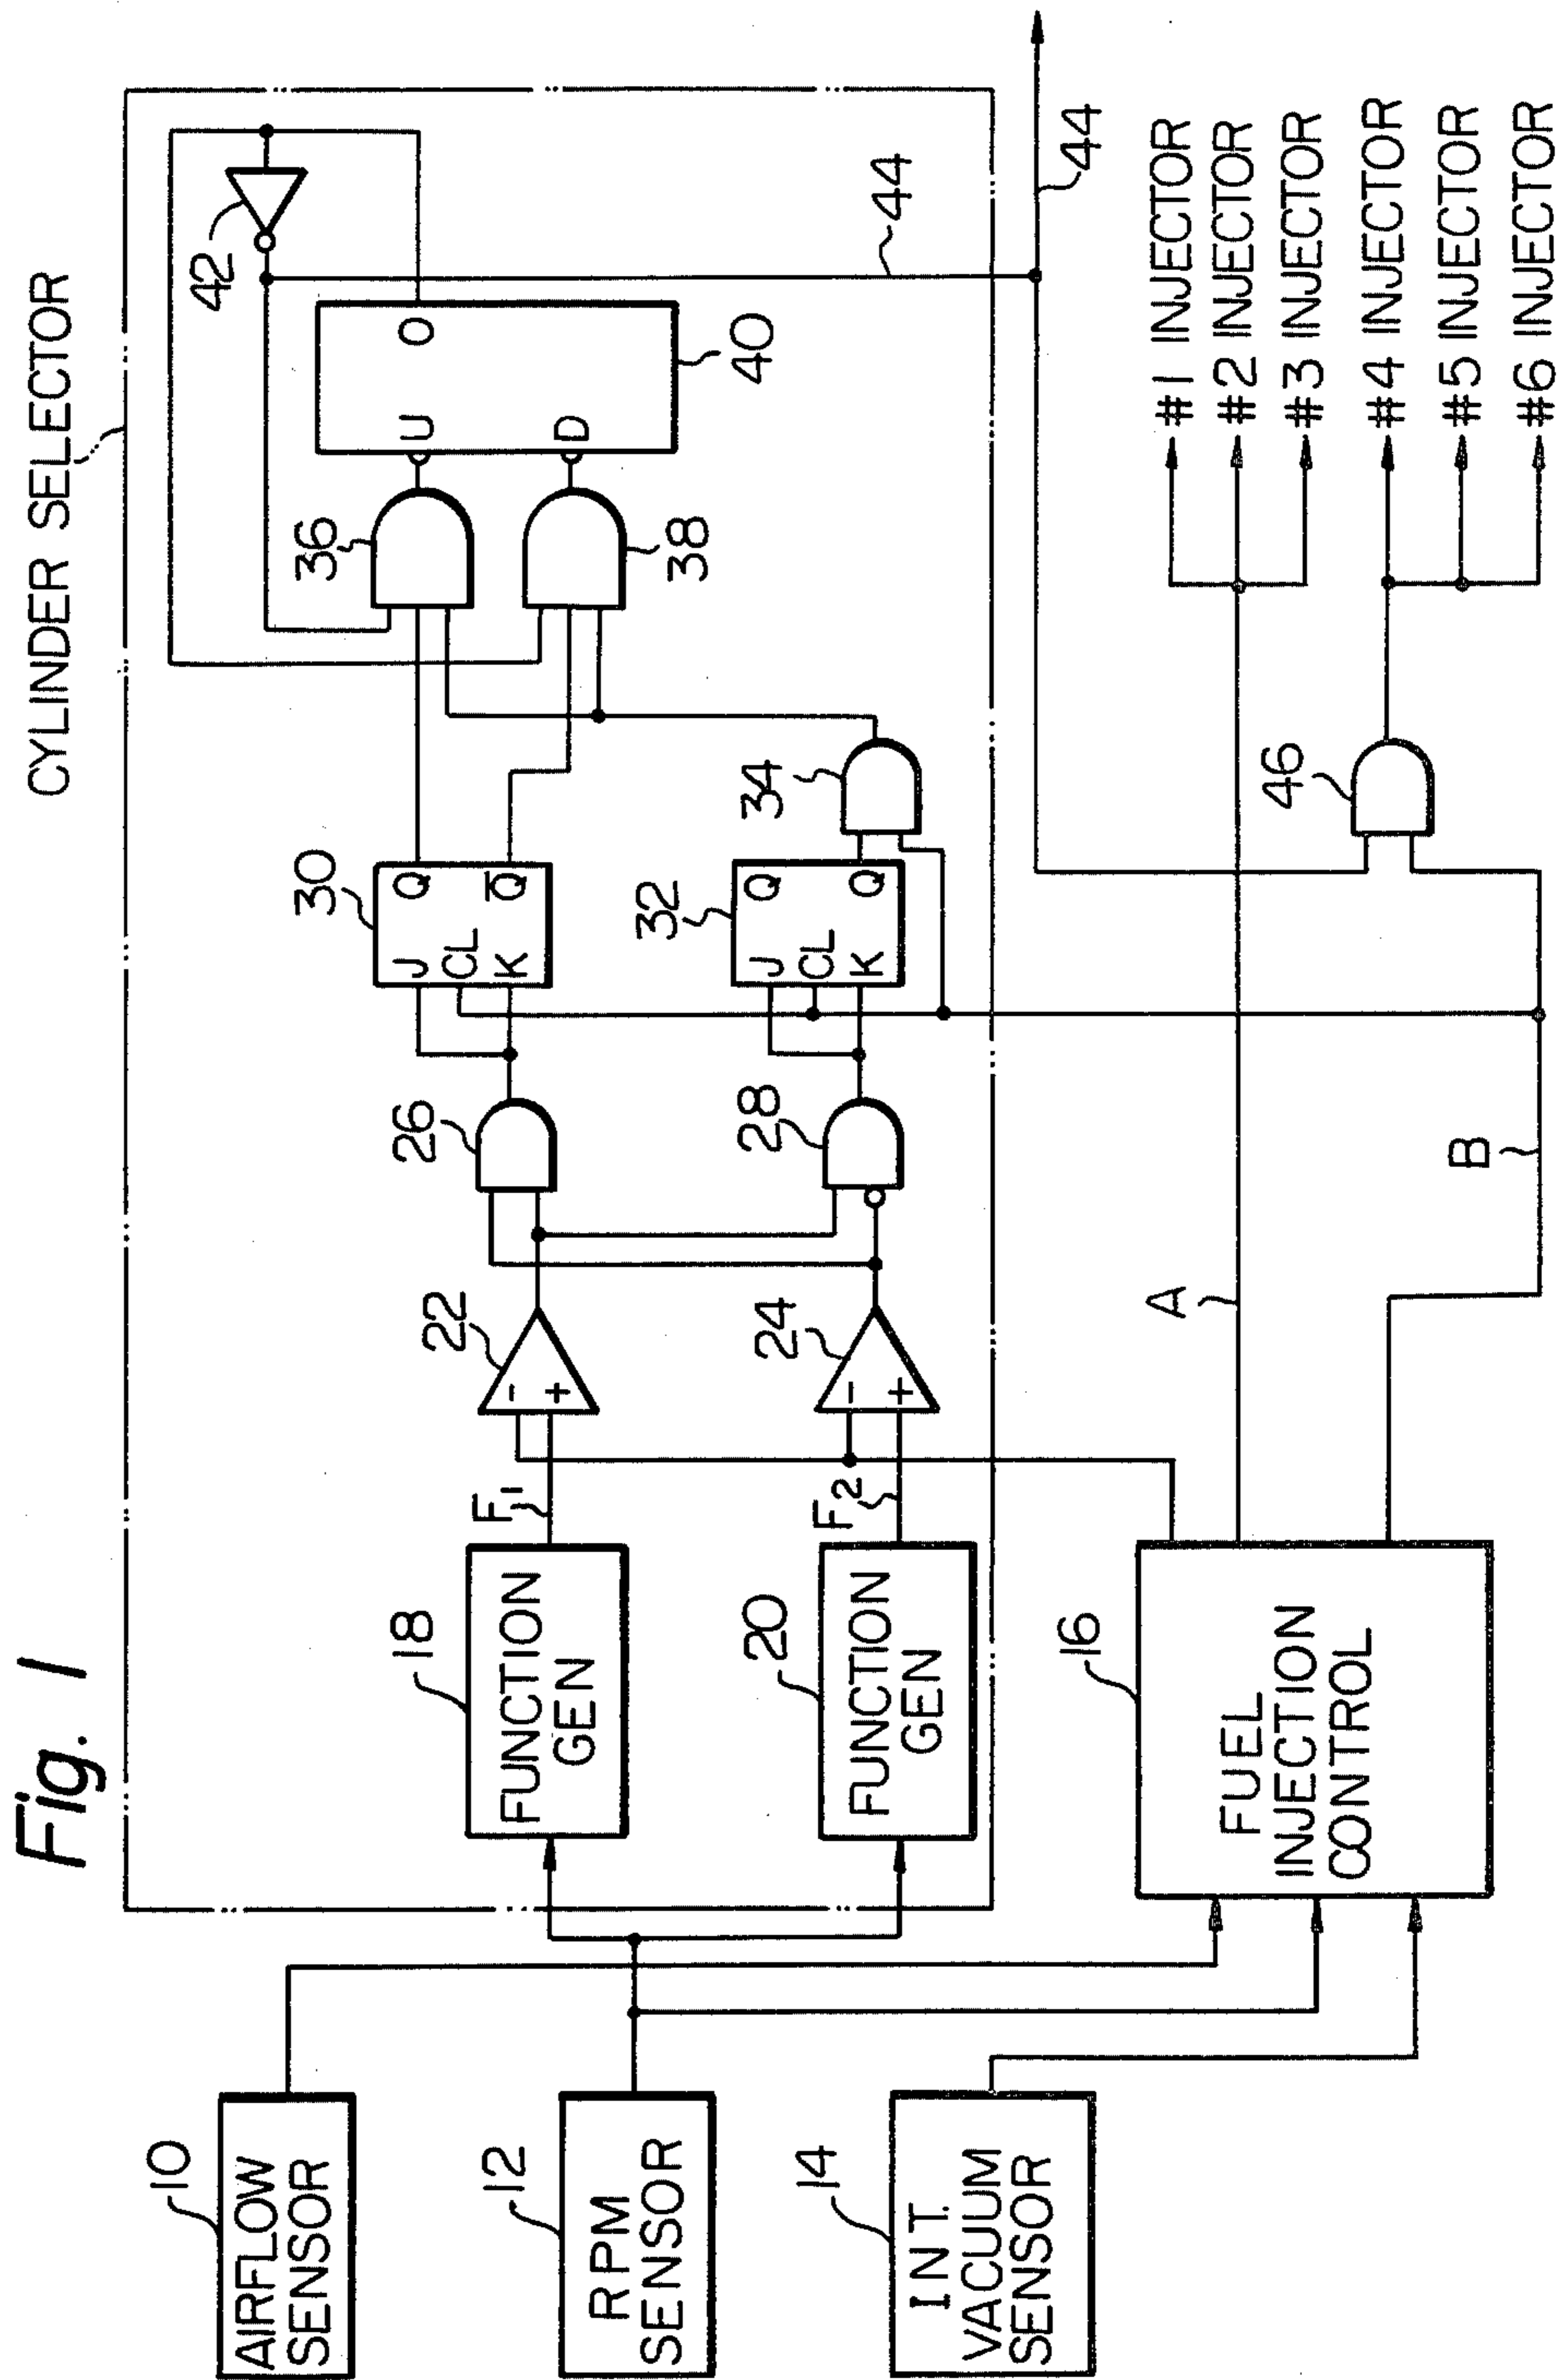 Fig. 1
CYLINDER SELECTOR
10
AIRFLOW
SENSOR
12
RPM
SENSOR
14
INT.
VACUUM
SENSOR
18
FUNCTION
GEN
20
FUNCTION
GEN
16
FUEL
INJECTION
CONTROL
F1
F2
22
-
+
24
-
+
26
28
30
J
CL
K
Q
Q̅
32
J
CL
K
Q
Q
34
36
38
U
D
O
40
42
44
44
46
A
B
#1 INJECTOR
#2 INJECTOR
#3 INJECTOR
#4 INJECTOR
#5 INJECTOR
#6 INJECTOR